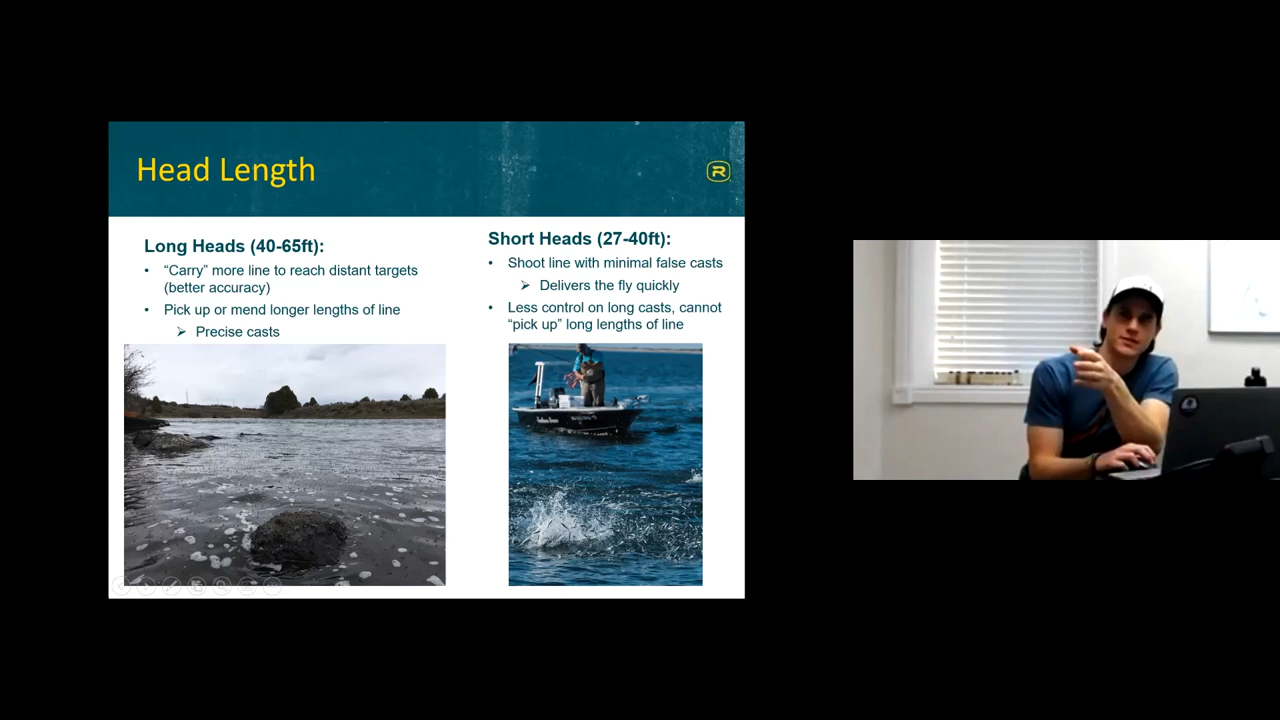 Head Length
R
Long Heads (40-65ft):
• “Carry” more line to reach distant targets
(better accuracy)
• Pick up or mend longer lengths of line
➢ Precise casts
Short Heads (27-40ft):
• Shoot line with minimal false casts
➢ Delivers the fly quickly
• Less control on long casts, cannot
“pick up” long lengths of line